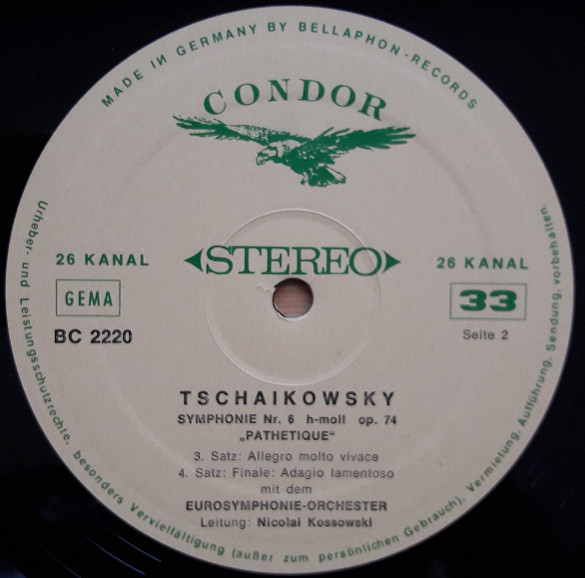 MADE IN GERMANY BY BELLAPHON-RECORDS
CONDOR
STEREO
26 KANAL
26 KANAL
GEMA
33
BC 2220
Seite 2
TSCHAIKOWSKY
SYMPHONIE Nr. 6 h-moll op. 74
„PATHETIQUE“
3. Satz: Allegro molto vivace
4. Satz: Finale: Adagio lamentoso
mit dem
EUROSYMPHONIE-ORCHESTER
Leitung: Nicolai Kossowski
Urheber- und Leistungsschutzrechte, besonders Vervielfältigung (außer zum persönlichen Gebrauch), Vermietung, Aufführung, Sendung, vorbehalten.